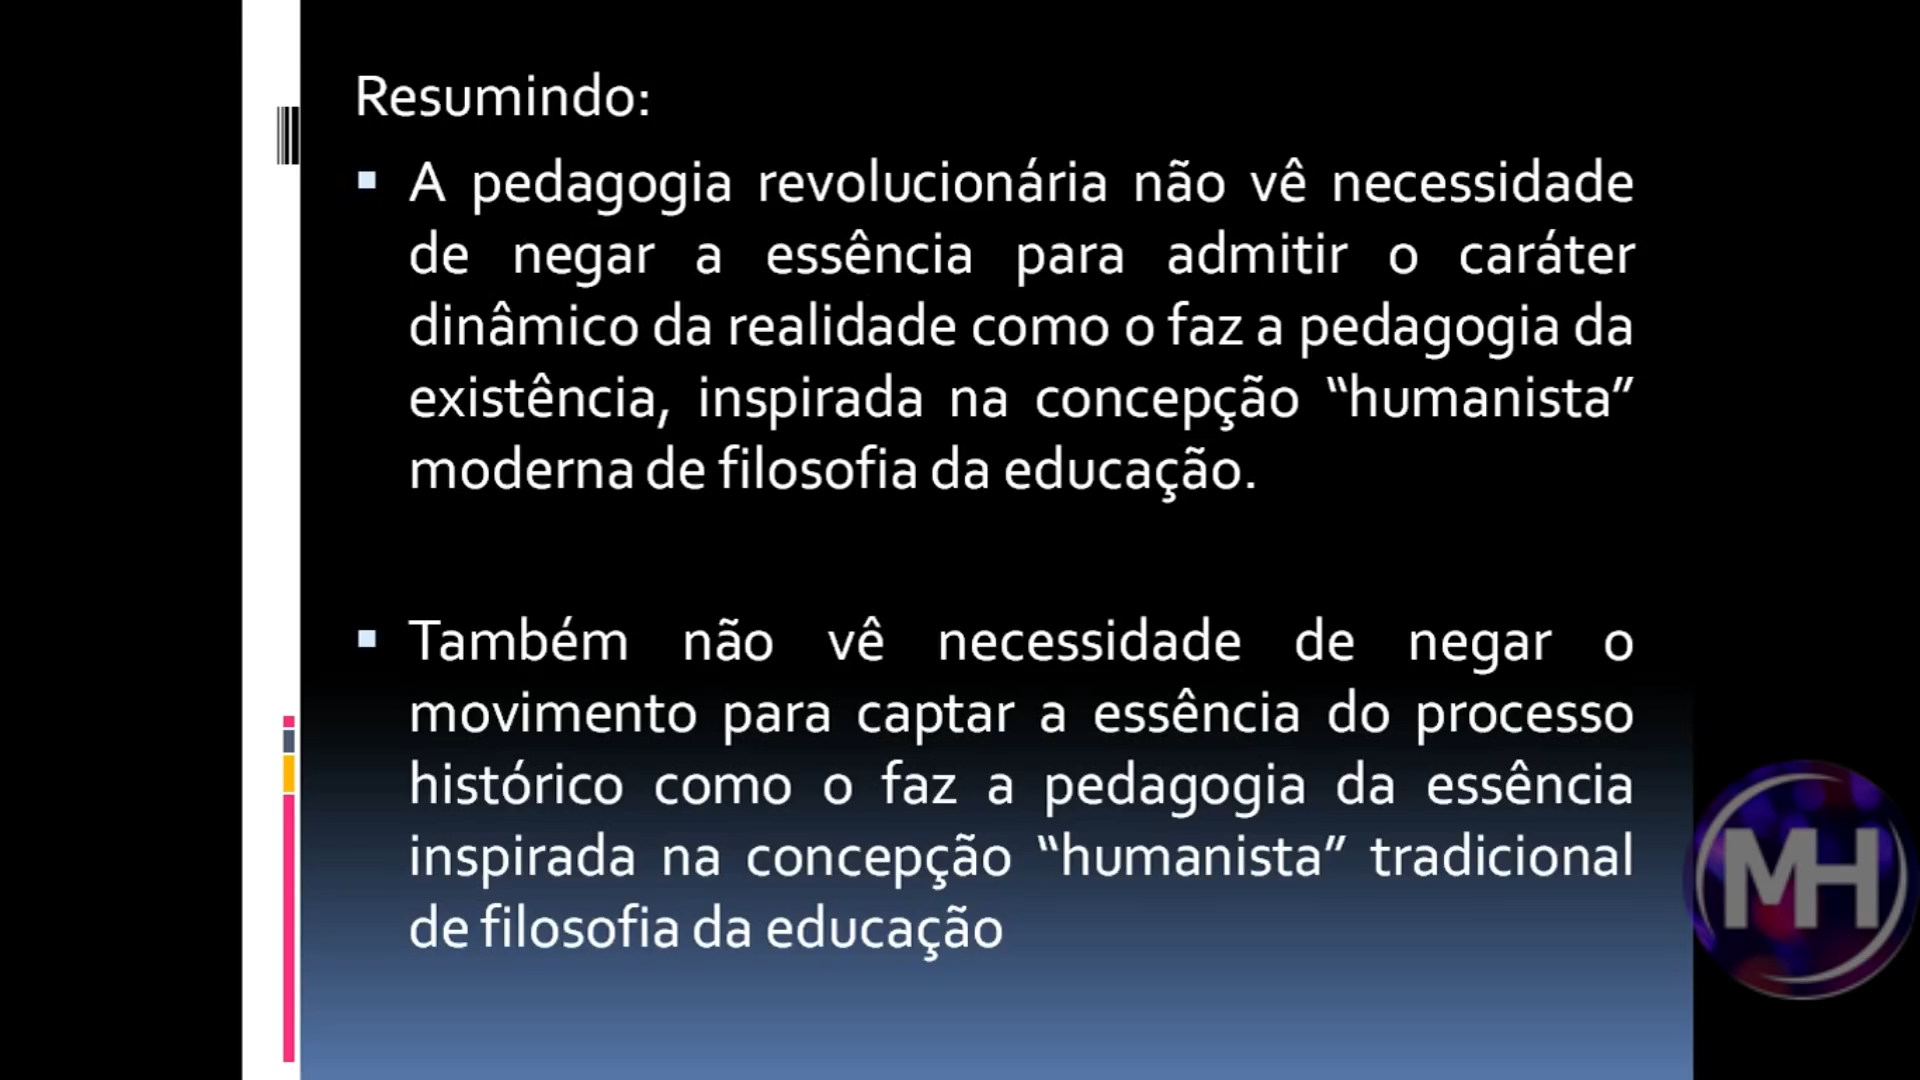 Resumindo:
A pedagogia revolucionária não vê necessidade
de negar a essência para admitir o caráter
dinâmico da realidade como o faz a pedagogia da
existência, inspirada na concepção “humanista”
moderna de filosofia da educação.
Também não vê necessidade de negar o
movimento para captar a essência do processo
histórico como o faz a pedagogia da essência
inspirada na concepção “humanista” tradicional
de filosofia da educação
MH